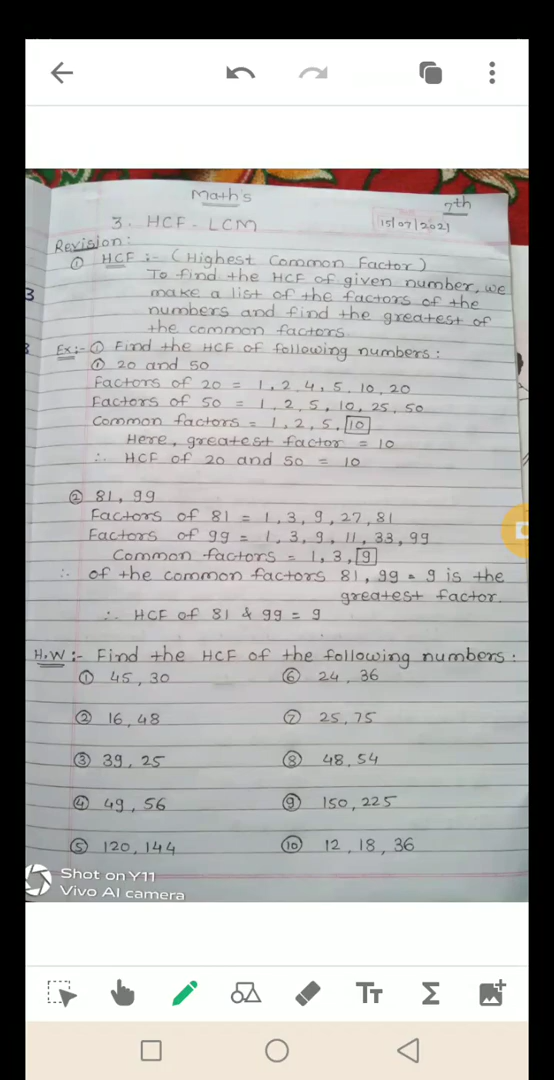 Math's
7th
3. HCF - LCM
15/07/2021
Revision:
① HCF :- (Highest Common Factor)
To find the HCF of given number, we
make a list of the factors of the
numbers and find the greatest of
the common factors
Ex:- ① Find the HCF of following numbers:
① 20 and 50
Factors of 20 = 1, 2, 4, 5, 10, 20
Factors of 50 = 1, 2, 5, 10, 25, 50
Common factors = 1, 2, 5, 10
Here, greatest factor = 10
∴ HCF of 20 and 50 = 10
② 81, 99
Factors of 81 = 1, 3, 9, 27, 81
Factors of 99 = 1, 3, 9, 11, 33, 99
Common factors = 1, 3, 9
∴ of the common factors 81, 99 = 9 is the
greatest factor.
∴ HCF of 81 & 99 = 9
H.W :- Find the HCF of the following numbers:
① 45, 30 ⑥ 24, 36
② 16, 48 ⑦ 25, 75
③ 39, 25 ⑧ 48, 54
④ 49, 56 ⑨ 150, 225
⑤ 120, 144 ⑩ 12, 18, 36
Shot on Y11
Vivo AI camera